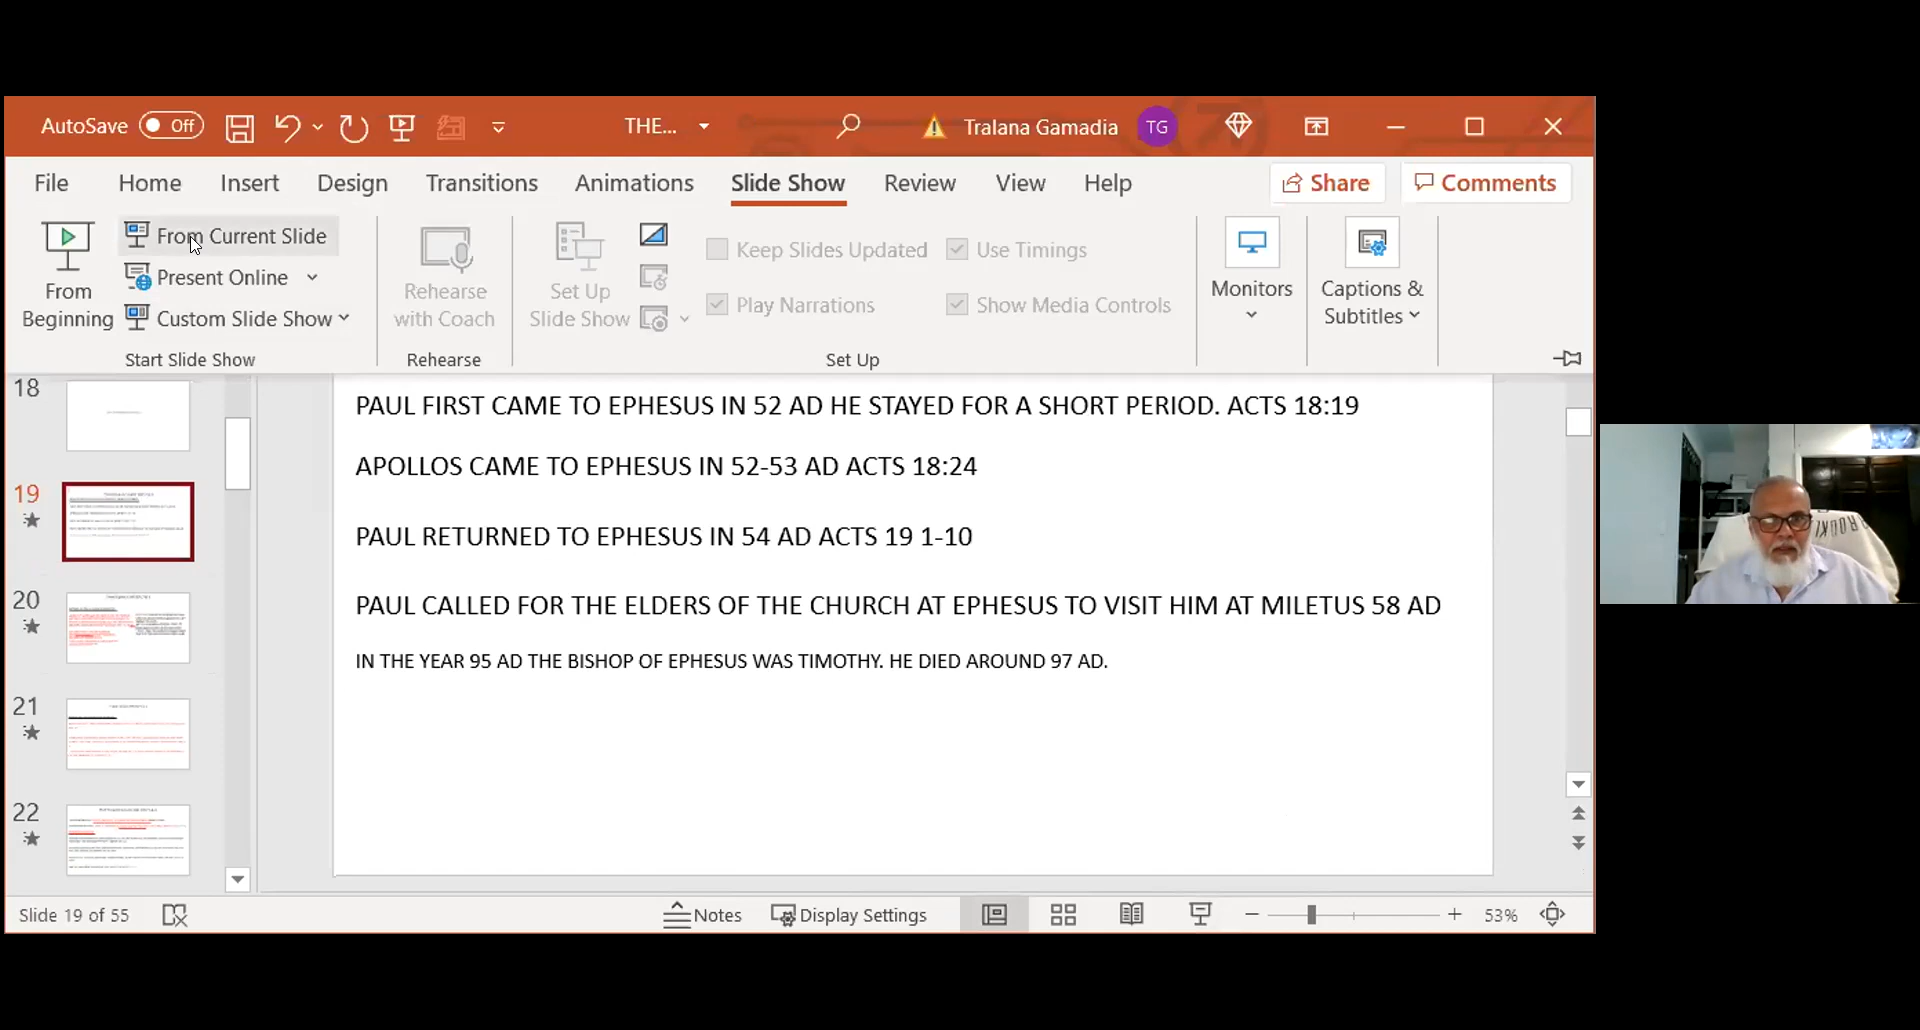 AutoSave Off THE... Tralana Gamadia TG
File Home Insert Design Transitions Animations Slide Show Review View Help Share Comments
From Beginning
From Current Slide
Present Online
Custom Slide Show
Start Slide Show
Rehearse with Coach
Rehearse
Set Up Slide Show
Keep Slides Updated
Play Narrations
Use Timings
Show Media Controls
Set Up
Monitors
Captions & Subtitles
18
19
20
21
22
PAUL FIRST CAME TO EPHESUS IN 52 AD HE STAYED FOR A SHORT PERIOD. ACTS 18:19
APOLLOS CAME TO EPHESUS IN 52-53 AD ACTS 18:24
PAUL RETURNED TO EPHESUS IN 54 AD ACTS 19 1-10
PAUL CALLED FOR THE ELDERS OF THE CHURCH AT EPHESUS TO VISIT HIM AT MILETUS 58 AD
IN THE YEAR 95 AD THE BISHOP OF EPHESUS WAS TIMOTHY. HE DIED AROUND 97 AD.
Slide 19 of 55 Notes Display Settings 53%